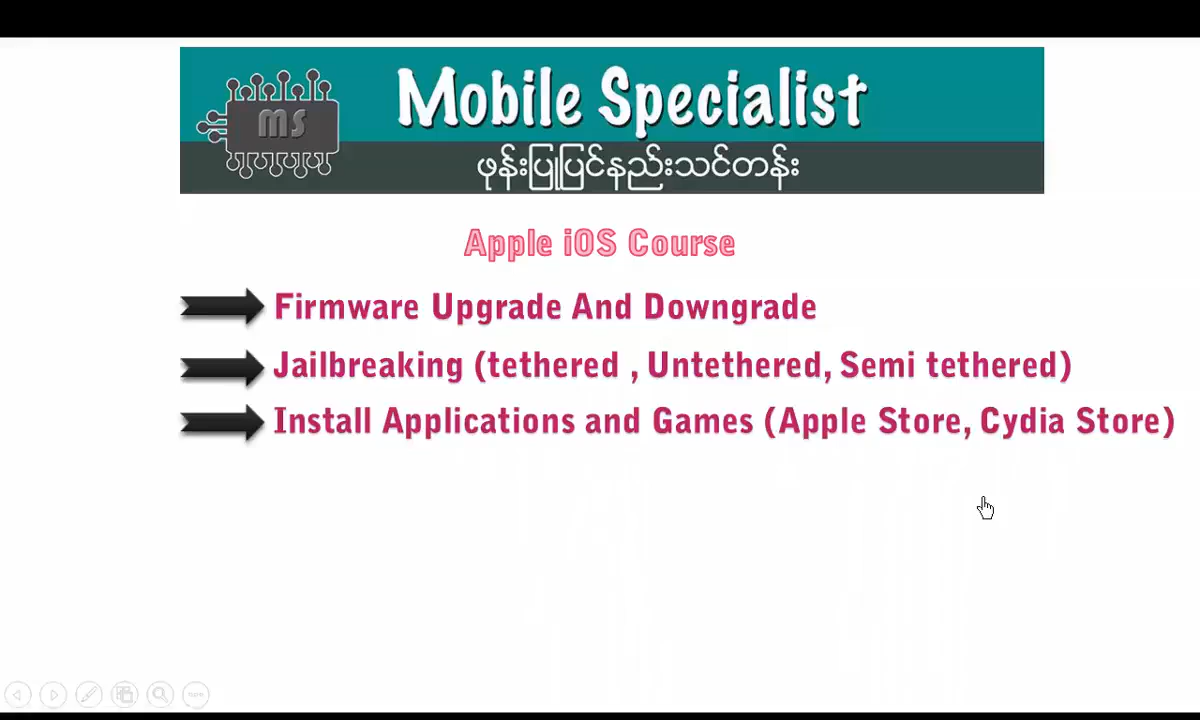 MS
Mobile Specialist
ဖုန်းပြုပြင်နည်းသင်တန်း
Apple iOS Course
Firmware Upgrade And Downgrade
Jailbreaking (tethered , Untethered, Semi tethered)
Install Applications and Games (Apple Store, Cydia Store)